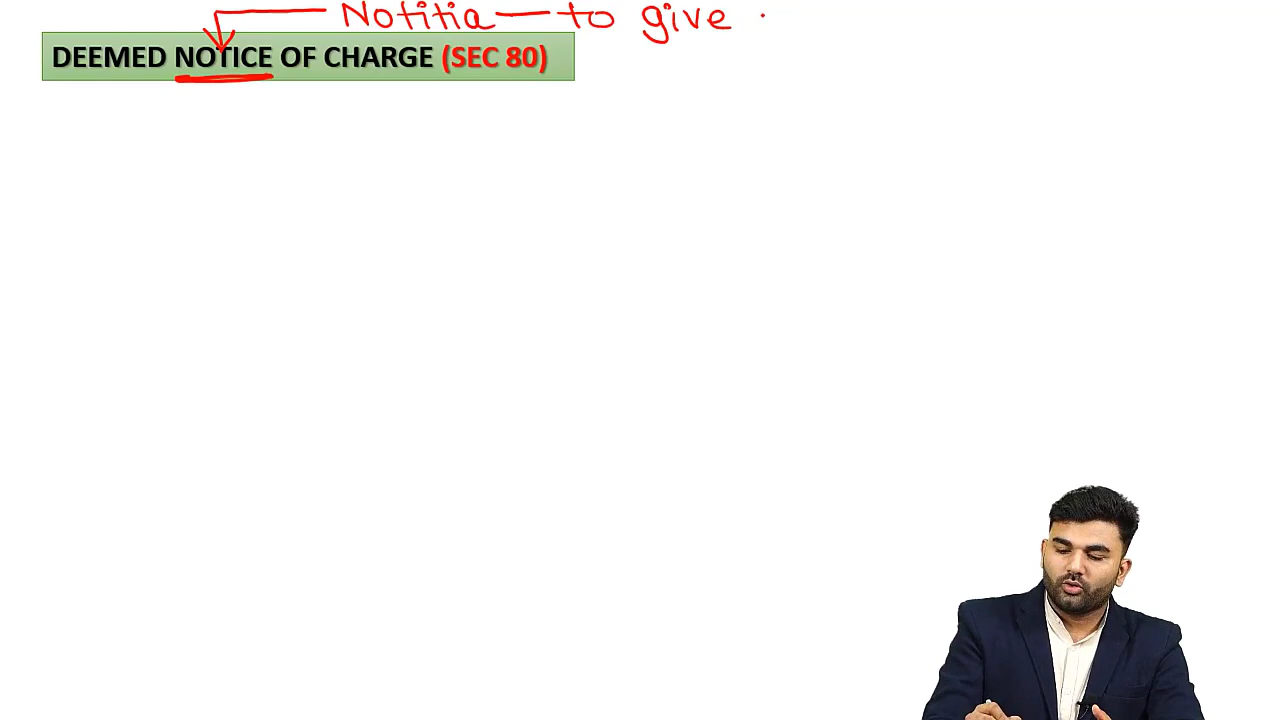 Notitia — to give
DEEMED NOTICE OF CHARGE (SEC 80)